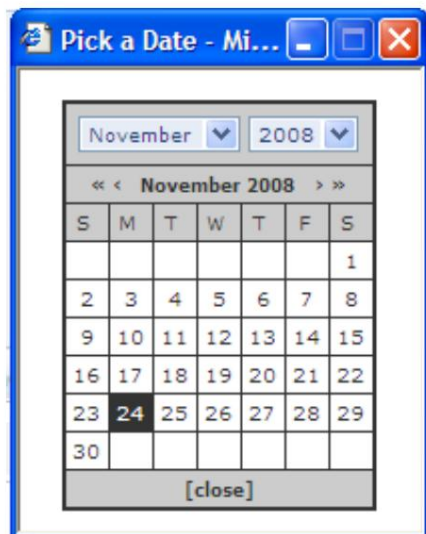 Pick a Date - Mi...
November 2008
« < November 2008 > »
S M T W T F S
1
2 3 4 5 6 7 8
9 10 11 12 13 14 15
16 17 18 19 20 21 22
23 24 25 26 27 28 29
30
[close]